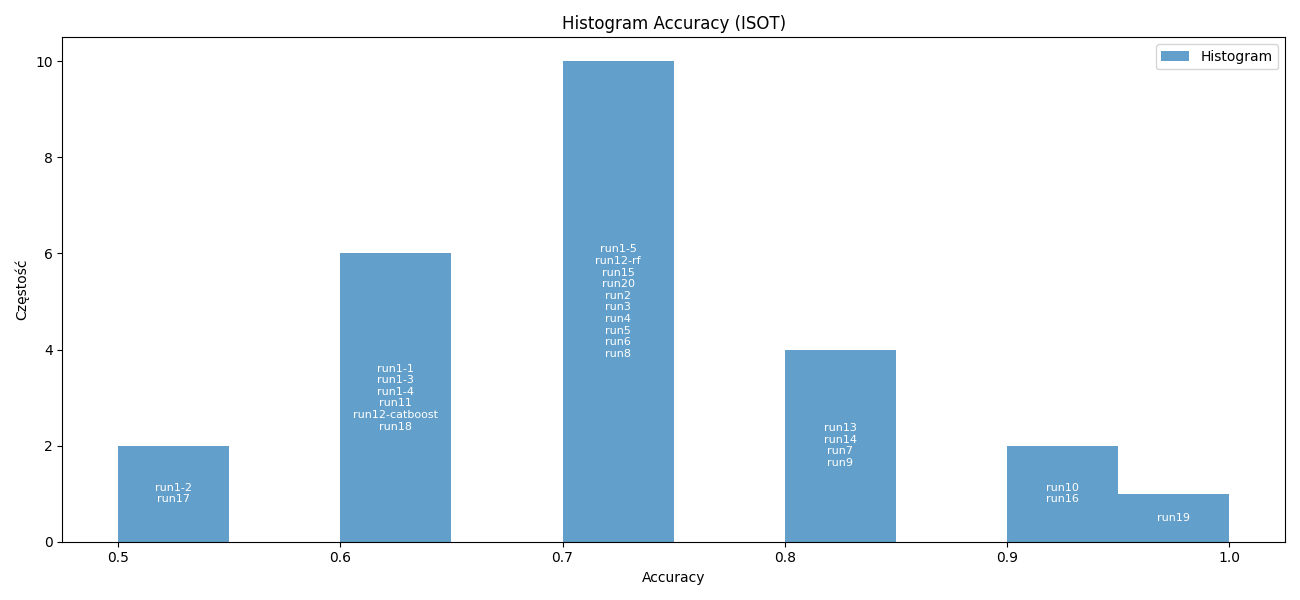 Histogram Accuracy (ISOT)
Histogram
10
8
6
4
2
0
Częstość
run1-2
run17
run1-1
run1-3
run1-4
run11
run12-catboost
run18
run1-5
run12-rf
run15
run20
run2
run3
run4
run5
run6
run8
run13
run14
run7
run9
run10
run16
run19
0.5
0.6
0.7
0.8
0.9
1.0
Accuracy